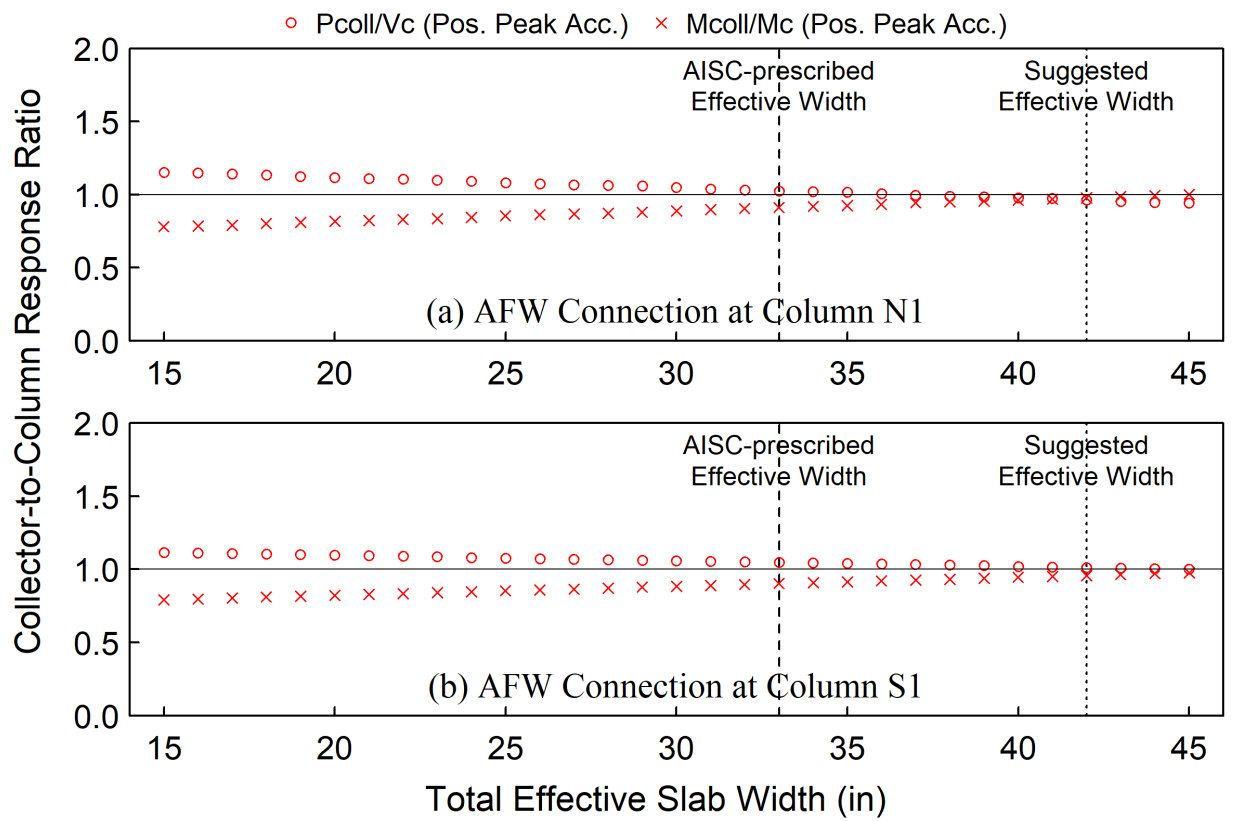 Pcoll/Vc (Pos. Peak Acc.) Mcoll/Mc (Pos. Peak Acc.)
Collector-to-Column Response Ratio
2.0
1.5
1.0
0.5
0.0
AISC-prescribed
Effective Width
Suggested
Effective Width
(a) AFW Connection at Column N1
15 20 25 30 35 40 45
2.0
1.5
1.0
0.5
0.0
AISC-prescribed
Effective Width
Suggested
Effective Width
(b) AFW Connection at Column S1
15 20 25 30 35 40 45
Total Effective Slab Width (in)